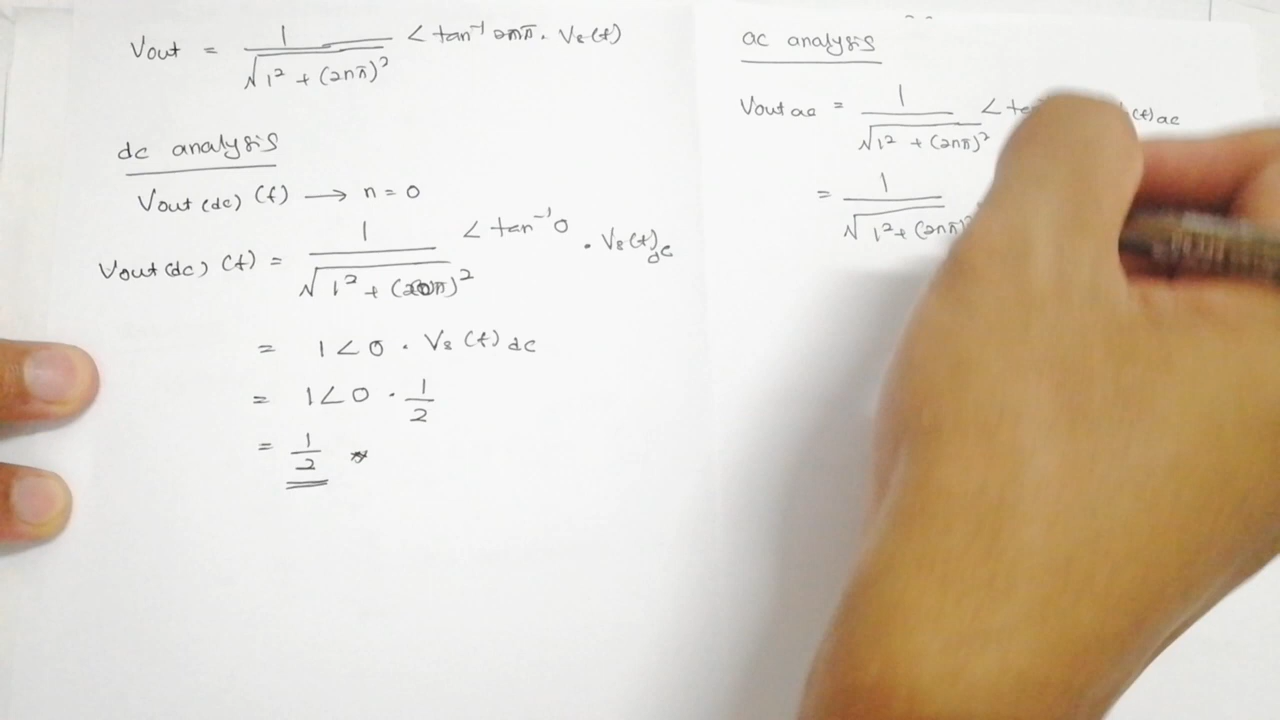 Vout = 1 / √1² + (2nπ)² ∠ tan⁻¹ 2nπ . Vs(t)
dc analysis
Vout (dc) (t) → n = 0
Vout (dc) (t) = 1 / √1² + (2(0)π)² ∠ tan⁻¹ 0 . Vs(t) dc
= 1 ∠ 0 . Vs (t) dc
= 1 ∠ 0 . 1/2
= 1/2
ac analysis
Vout ac = 1 / √1² + (2nπ)² ∠ (t) ac
= 1 / √1² + (2nπ)